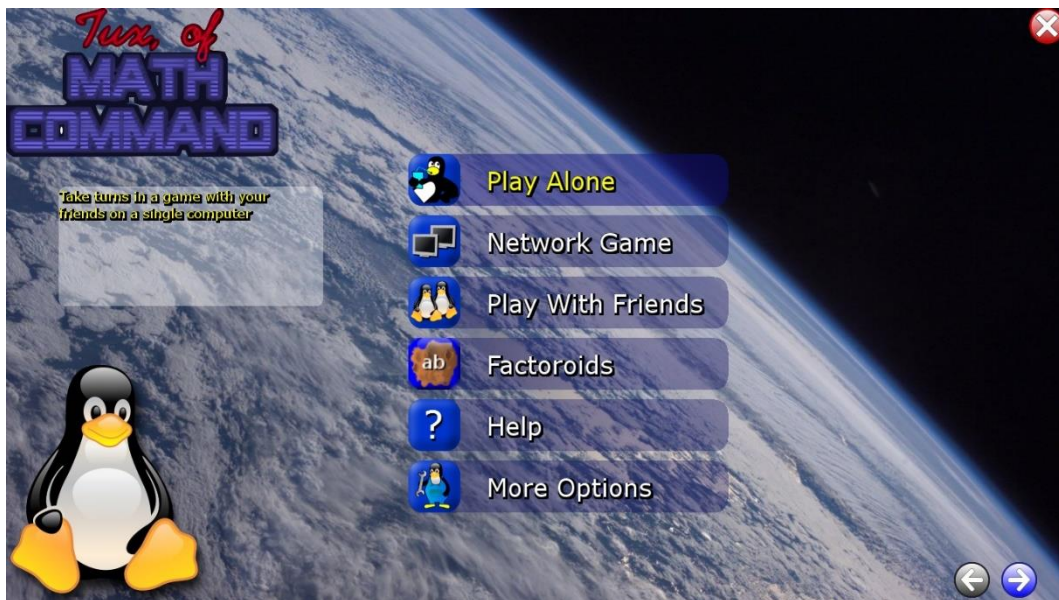 Tux, of
MATH
COMMAND
Take turns in a game with your
friends on a single computer
Play Alone
Network Game
Play With Friends
ab
Factoroids
?
Help
More Options